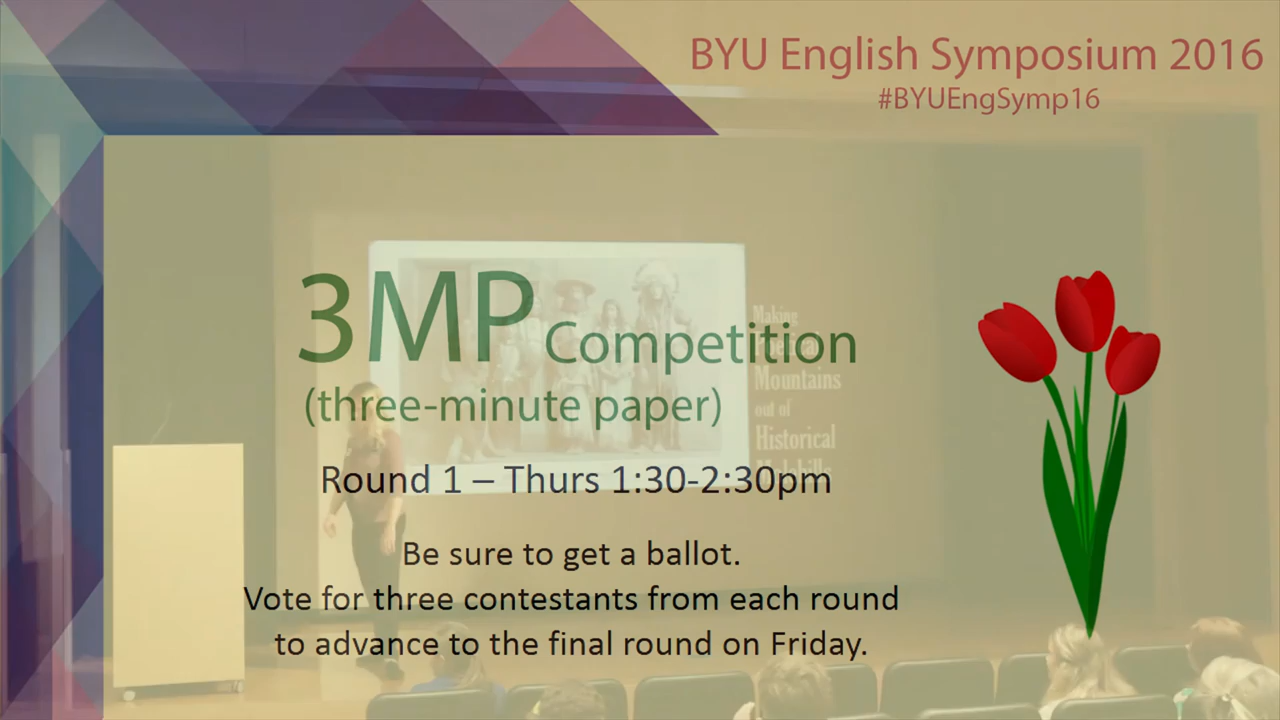 BYU English Symposium 2016
#BYUEngSymp16
3MP Competition
(three-minute paper)
Round 1 – Thurs 1:30-2:30pm
Be sure to get a ballot.
Vote for three contestants from each round
to advance to the final round on Friday.
Making
Poetical
Mountains
out of
Historical